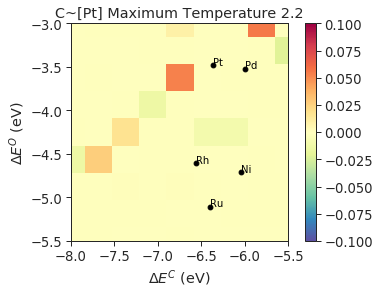 C~[Pt] Maximum Temperature 2.2
−3.0
−3.5
−4.0
−4.5
−5.0
−5.5
ΔE^O (eV)
Pt
Pd
Rh
Ni
Ru
−8.0 −7.5 −7.0 −6.5 −6.0 −5.5
ΔE^C (eV)
0.100
0.075
0.050
0.025
0.000
−0.025
−0.050
−0.075
−0.100